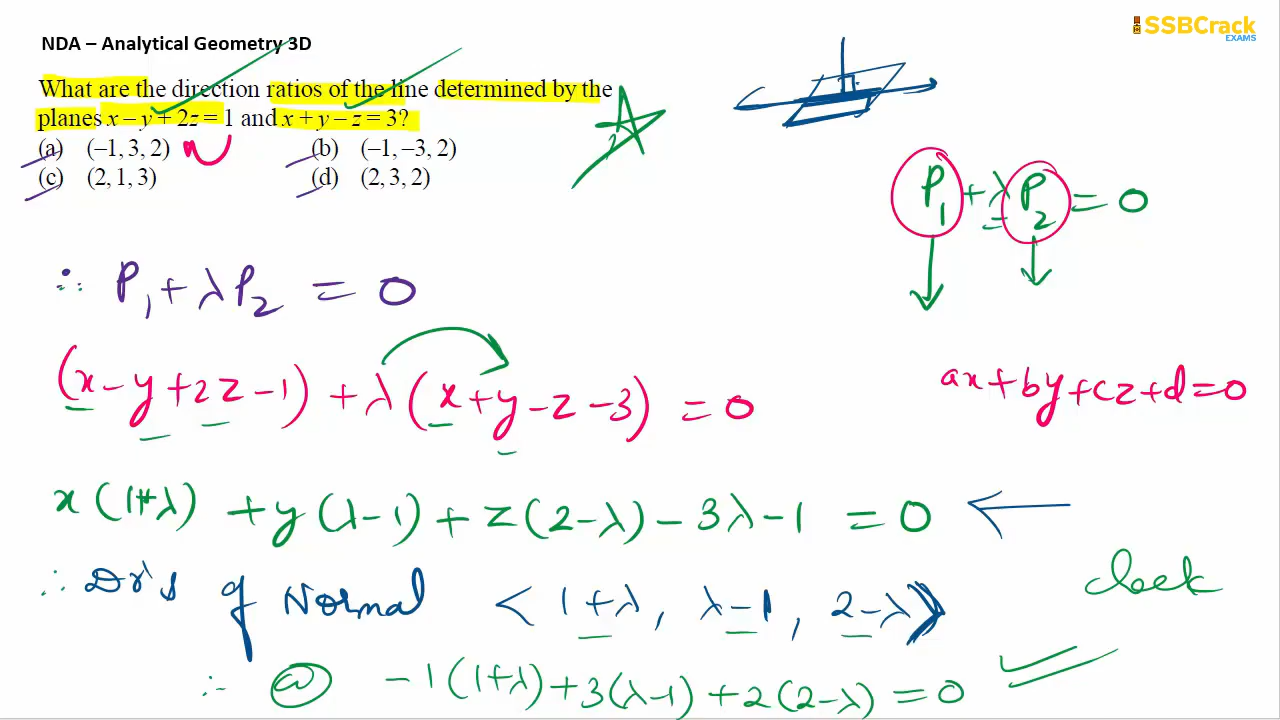 SSBCrack
EXAMS
NDA – Analytical Geometry 3D
What are the direction ratios of the line determined by the
planes x – y + 2z = 1 and x + y – z = 3?
(a) (–1, 3, 2) (b) (–1, –3, 2)
(c) (2, 1, 3) (d) (2, 3, 2)
P₁ + λ P₂ = 0
∴ P₁ + λ P₂ = 0
(x – y + 2z – 1) + λ (x + y – z – 3) = 0
ax + by + cz + d = 0
x (1 + λ) + y (λ – 1) + z (2 – λ) – 3λ – 1 = 0
∴ Dr's of Normal < 1 + λ, λ – 1, 2 – λ >
check
∴ (a) – 1 (1 + λ) + 3 (λ – 1) + 2 (2 – λ) = 0